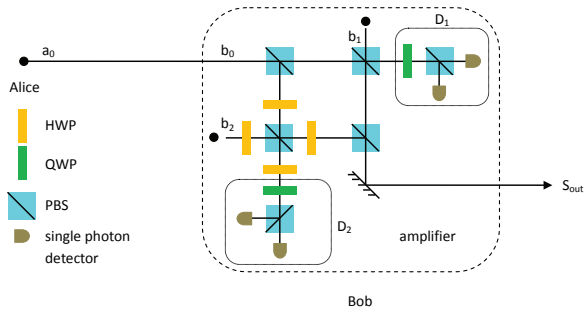 D₁
b₁
a₀
b₀
Alice
HWP
b₂
QWP
Sₒᵤₜ
PBS
D₂
single photon
detector
amplifier
Bob